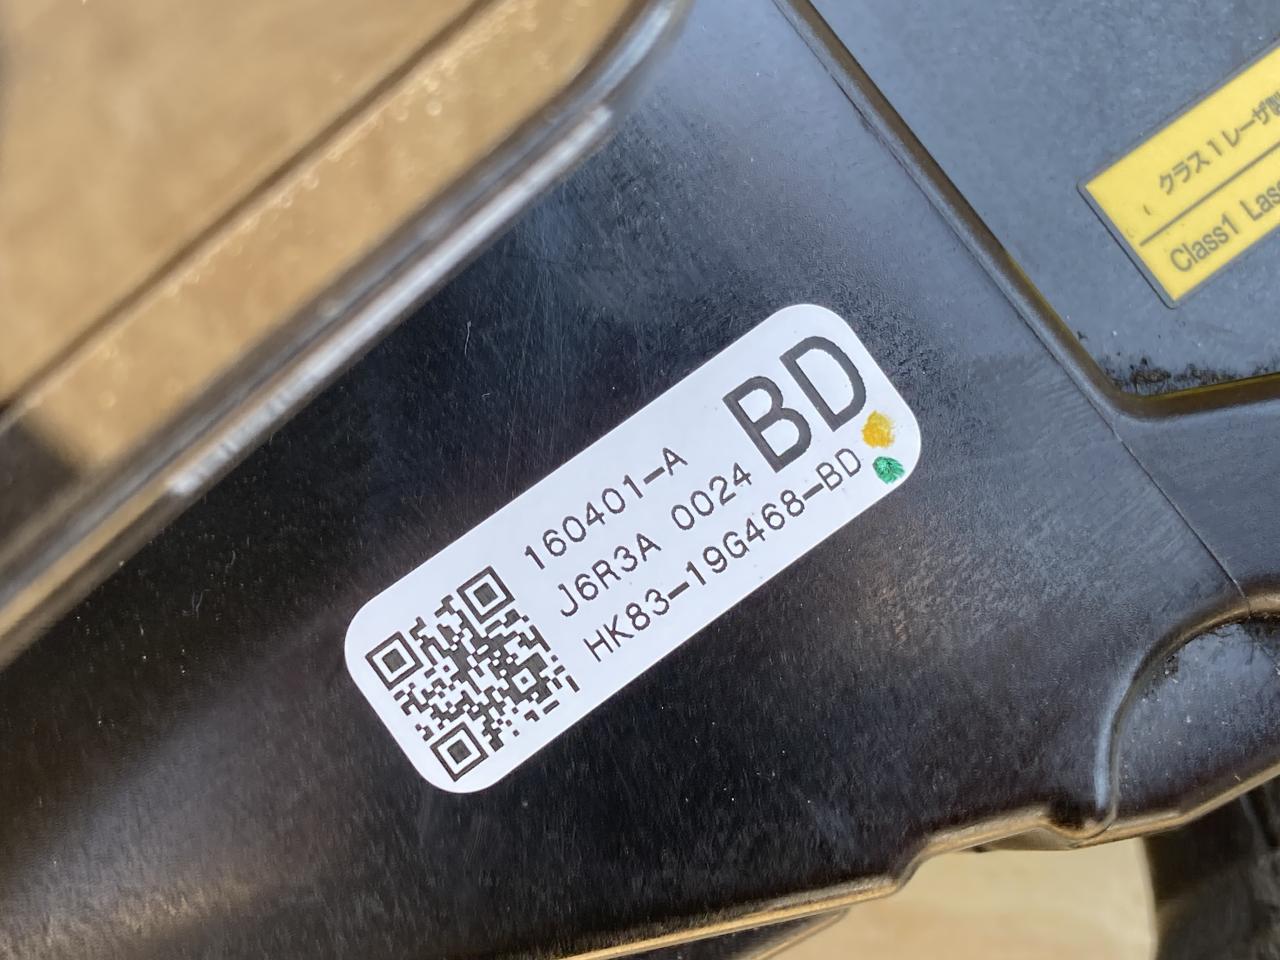 クラス1 レーザ
Class1 Las
BD
160401-A
J6R3A 0024
HK83-19G468-BD